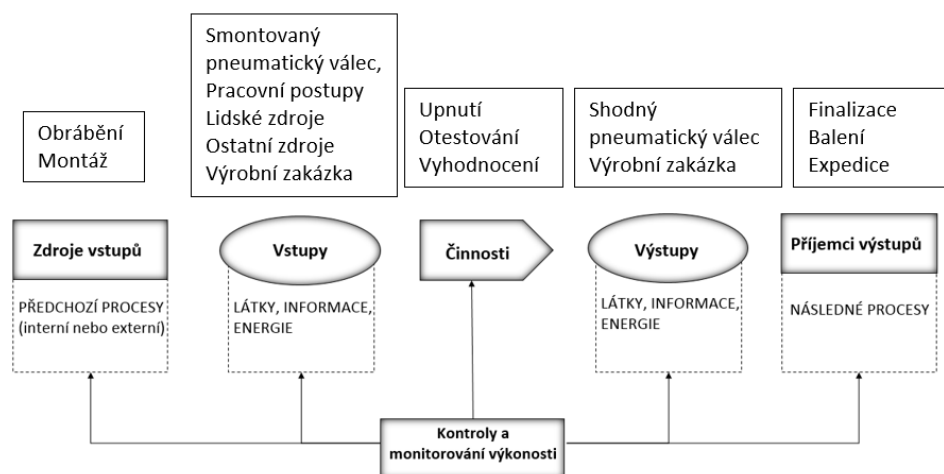 Obrábění
Montáž
Smontovaný
pneumatický válec,
Pracovní postupy
Lidské zdroje
Ostatní zdroje
Výrobní zakázka
Upnutí
Otestování
Vyhodnocení
Shodný
pneumatický válec
Výrobní zakázka
Finalizace
Balení
Expedice
Zdroje vstupů
Vstupy
Činnosti
Výstupy
Příjemci výstupů
PŘEDCHOZÍ PROCESY
(interní nebo externí)
LÁTKY, INFORMACE,
ENERGIE
LÁTKY, INFORMACE,
ENERGIE
NÁSLEDNÉ PROCESY
Kontroly a
monitorování výkonosti